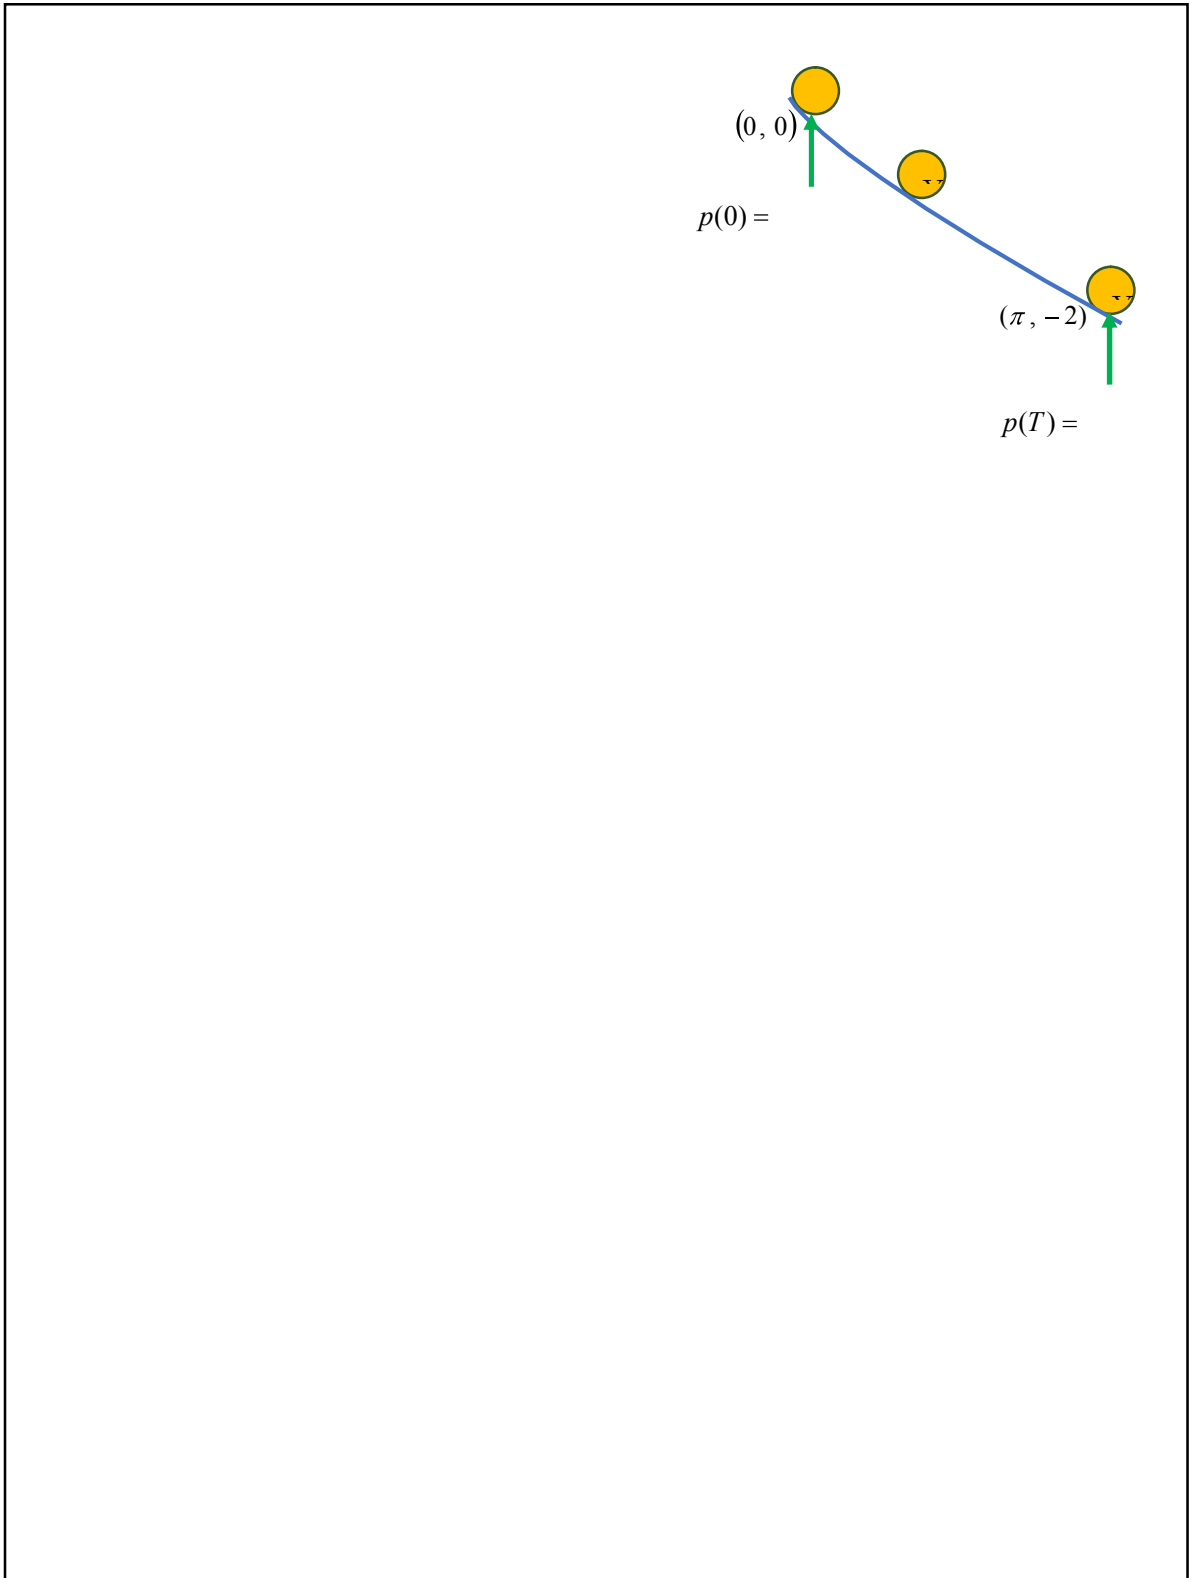 (0, 0)
p(0) =
(π, −2)
p(T) =